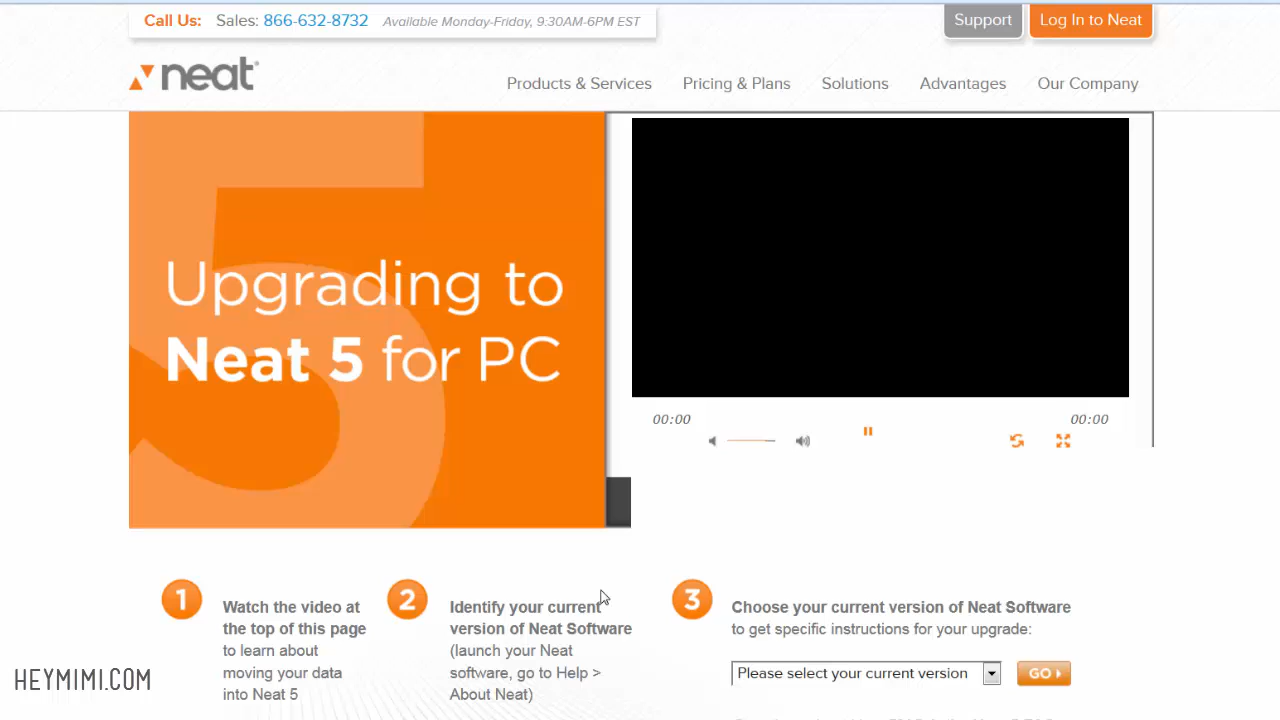 Call Us: Sales: 866-632-8732 Available Monday-Friday, 9:30AM-6PM EST
Support
Log In to Neat
neat®
Products & Services
Pricing & Plans
Solutions
Advantages
Our Company
5
Upgrading to
Neat 5 for PC
00:00
00:00
1
Watch the video at
the top of this page
to learn about
moving your data
into Neat 5
2
Identify your current
version of Neat Software
(launch your Neat
software, go to Help >
About Neat)
3
Choose your current version of Neat Software
to get specific instructions for your upgrade:
Please select your current version
GO
HEYMIMI.COM